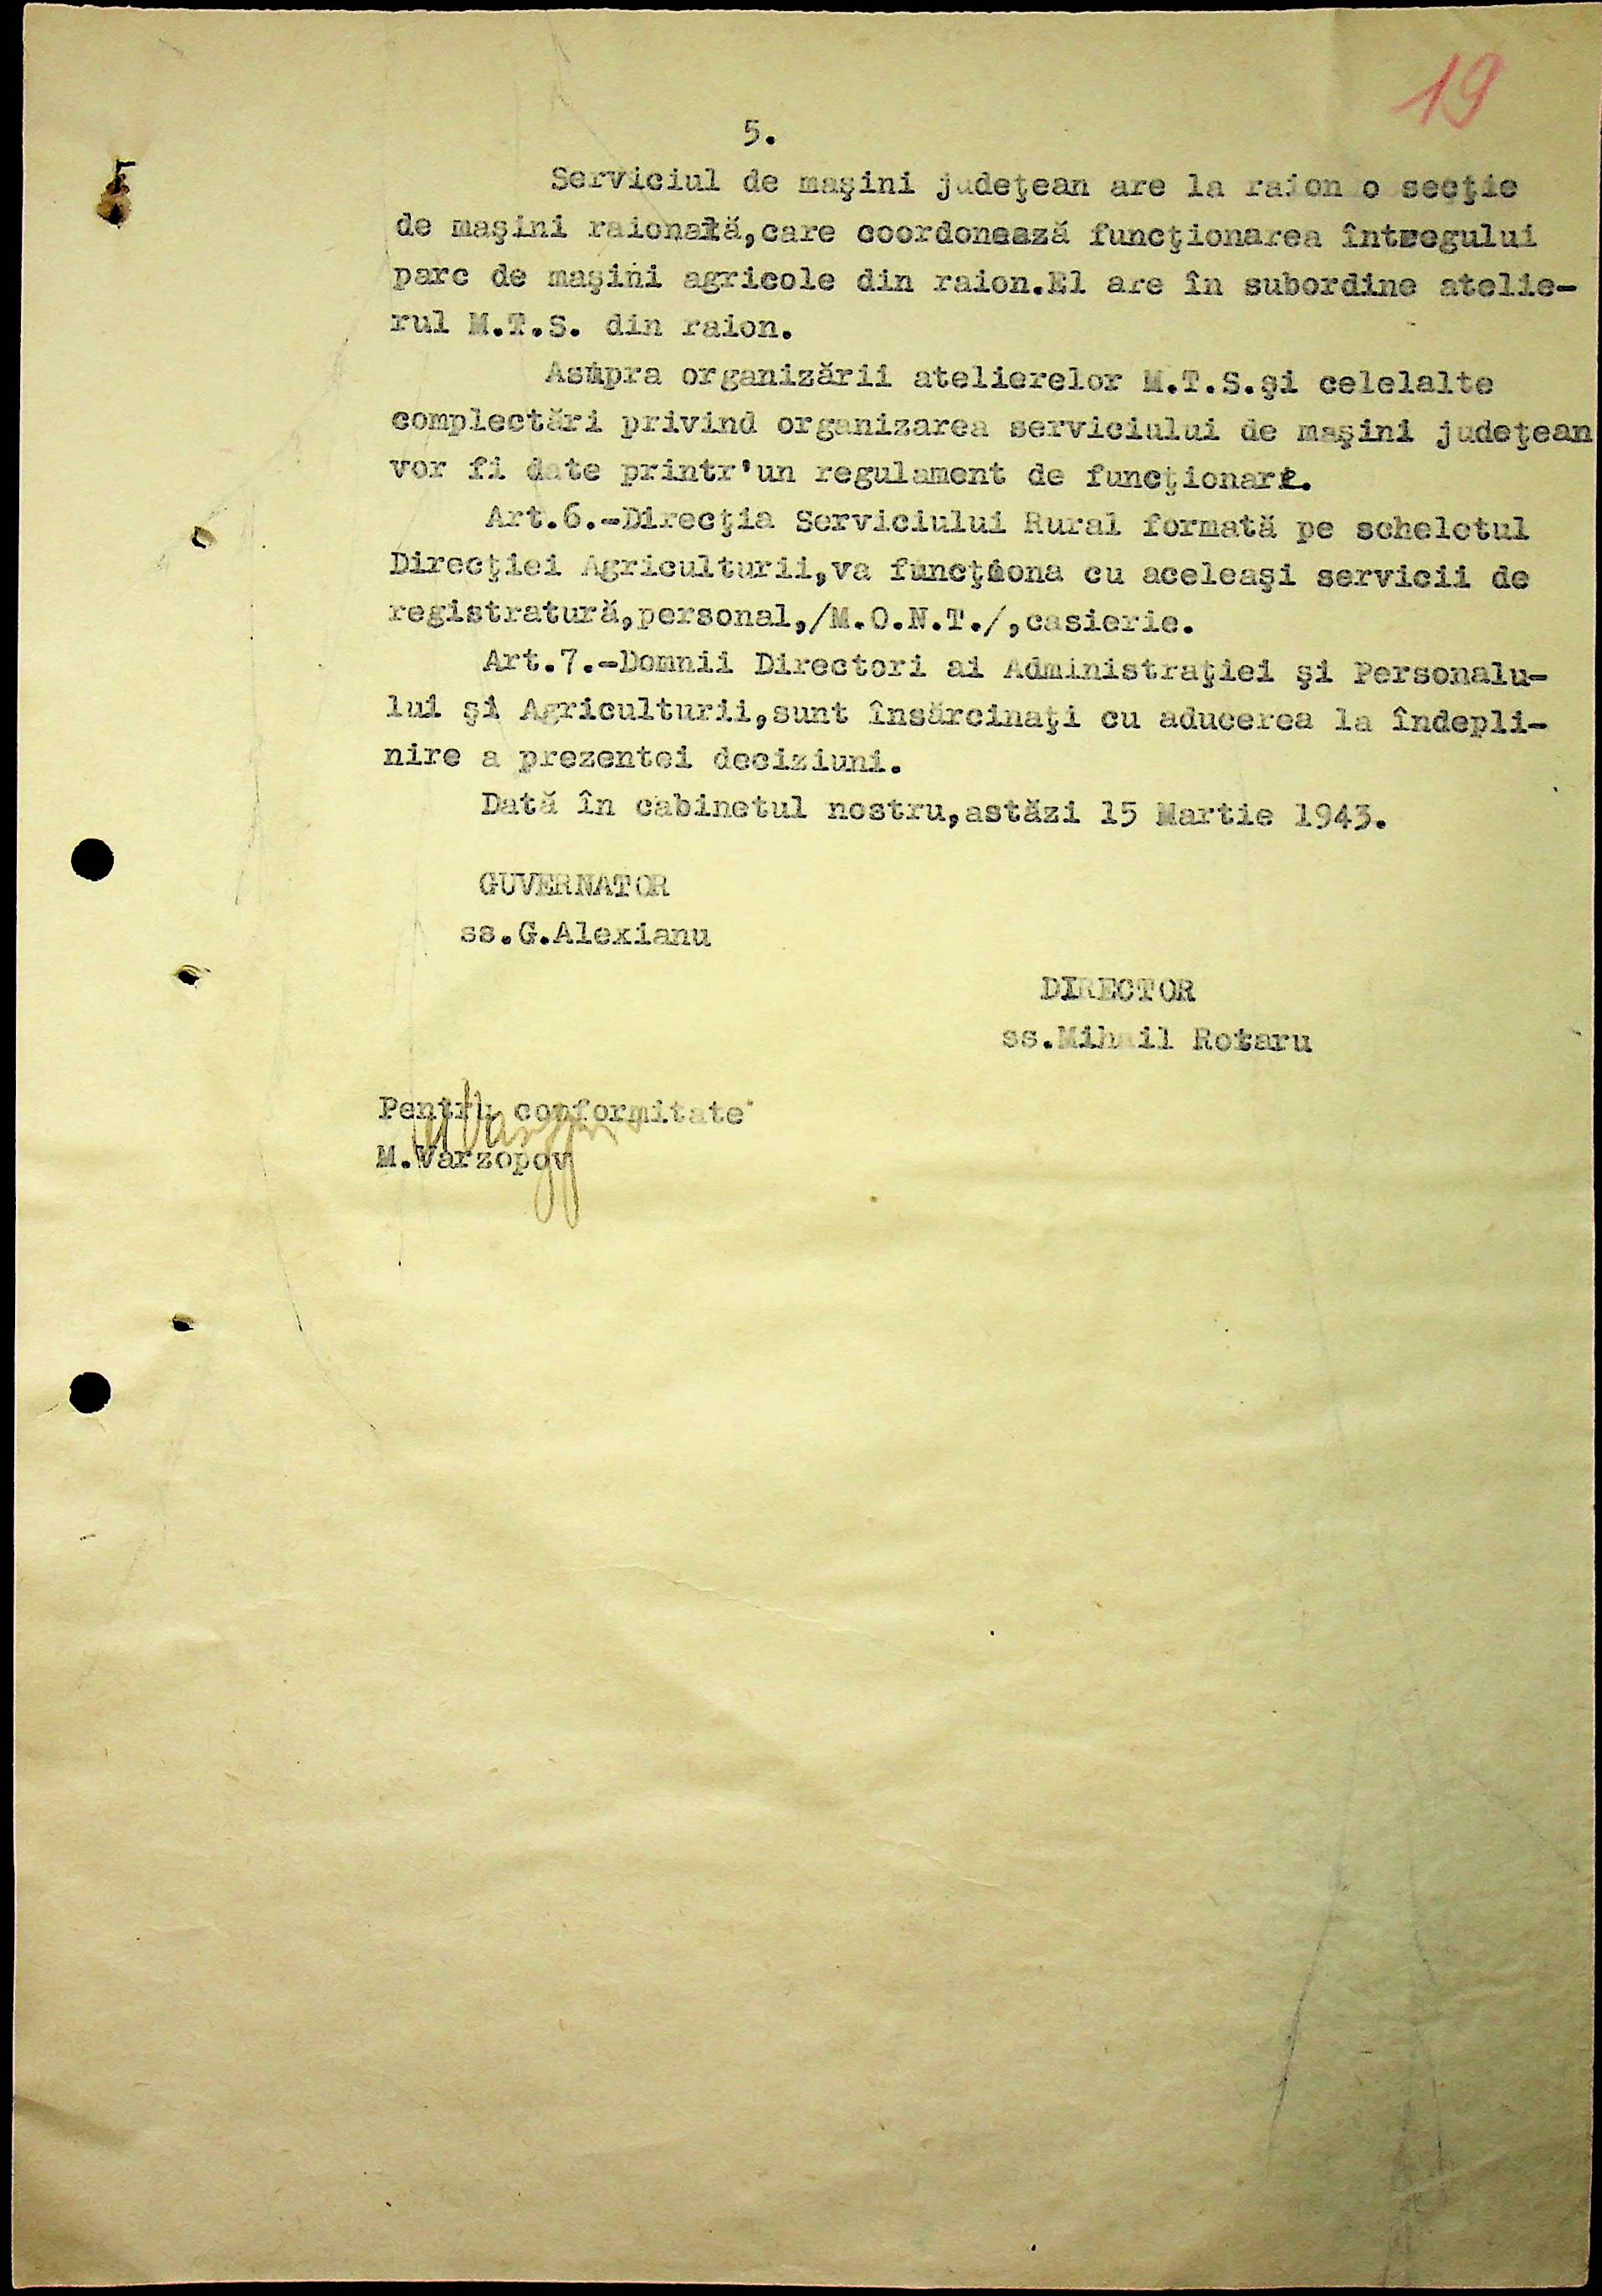 19
5.
Serviciul de maşini judeţean are la raion o secţie
de maşini raională,care coordonează funcţionarea întregului
parc de maşini agricole din raion.El are în subordine atelie-
rul M.T.S. din raion.
Asupra organizării atelierelor M.T.S.şi celelalte
complectări privind organizarea serviciului de maşini judeţean
vor fi date printr'un regulament de funcţionare.
Art.6.-Direcţia Serviciului Rural formată pe scheletul
Direcţiei Agriculturii,va funcţiona cu aceleaşi servicii de
registratură,personal,/M.O.N.T./,casierie.
Art.7.-Domnii Directori ai Administraţiei şi Personalu-
lui şi Agriculturii,sunt însărcinaţi cu aducerea la îndepli-
nire a prezentei deciziuni.
Dată în cabinetul nostru,astăzi 15 Martie 1943.
GUVERNATOR
ss.G.Alexianu
DIRECTOR
ss.Mihail Rotaru
Pentru conformitate
M.Varzopov